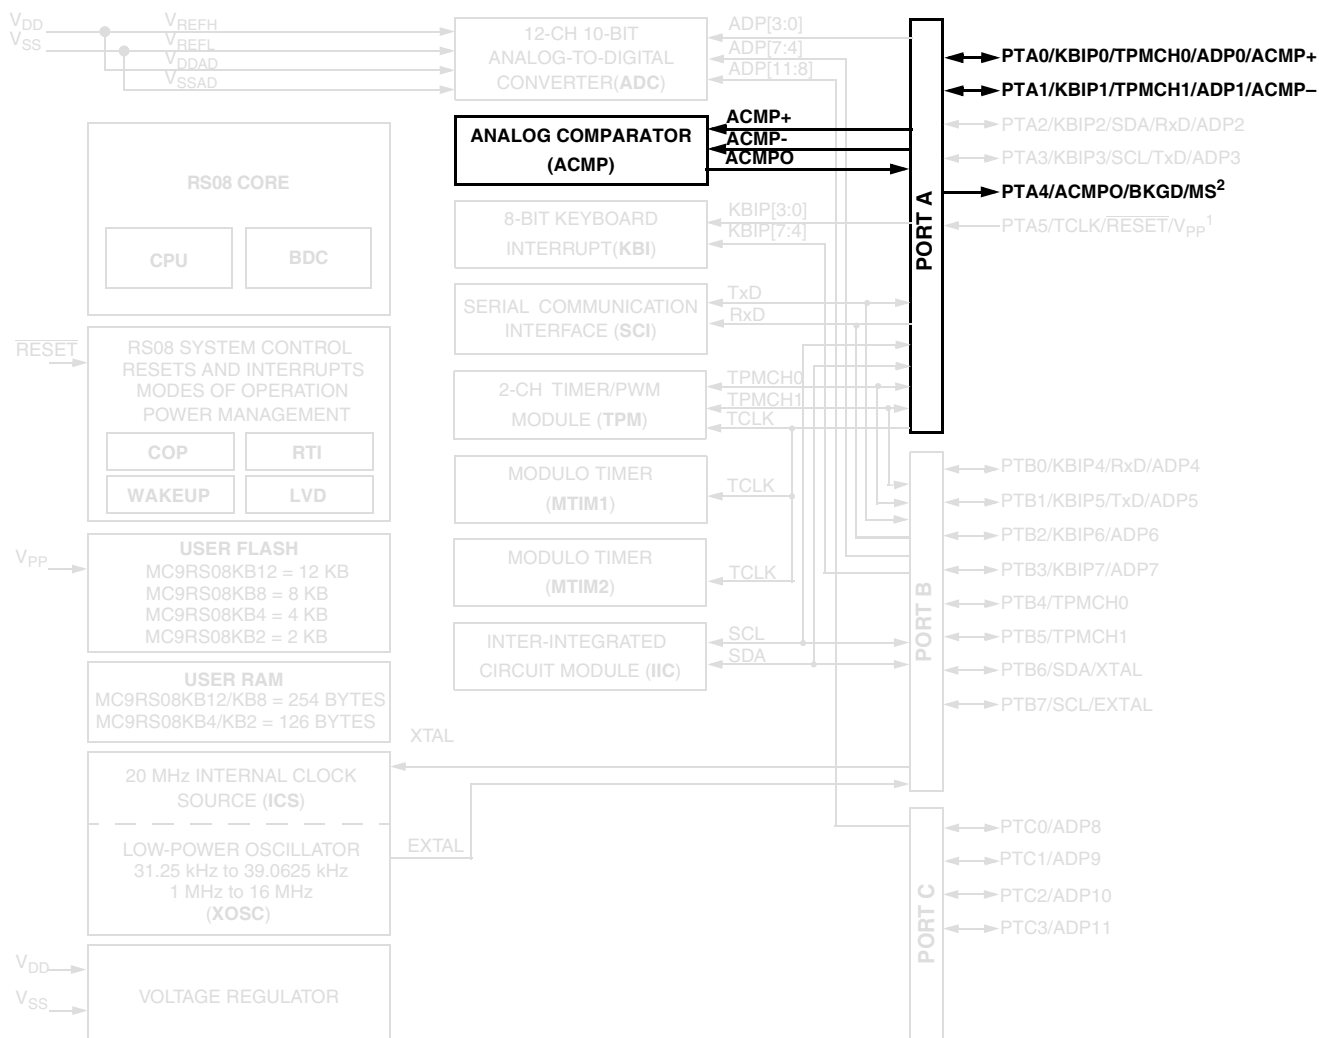 V_DD
V_SS
V_REFH
V_REFL
V_DDAD
V_SSAD
12-CH 10-BIT
ANALOG-TO-DIGITAL
CONVERTER(ADC)
ADP[3:0]
ADP[7:4]
ADP[11:8]
ANALOG COMPARATOR
(ACMP)
ACMP+
ACMP-
ACMPO
RS08 CORE
CPU
BDC
8-BIT KEYBOARD
INTERRUPT(KBI)
KBIP[3:0]
KBIP[7:4]
SERIAL COMMUNICATION
INTERFACE (SCI)
TxD
RxD
RESET
RS08 SYSTEM CONTROL
RESETS AND INTERRUPTS
MODES OF OPERATION
POWER MANAGEMENT
COP
RTI
WAKEUP
LVD
2-CH TIMER/PWM
MODULE (TPM)
TPMCH0
TPMCH1
TCLK
MODULO TIMER
(MTIM1)
TCLK
MODULO TIMER
(MTIM2)
TCLK
V_PP
USER FLASH
MC9RS08KB12 = 12 KB
MC9RS08KB8 = 8 KB
MC9RS08KB4 = 4 KB
MC9RS08KB2 = 2 KB
INTER-INTEGRATED
CIRCUIT MODULE (IIC)
SCL
SDA
USER RAM
MC9RS08KB12/KB8 = 254 BYTES
MC9RS08KB4/KB2 = 126 BYTES
XTAL
20 MHz INTERNAL CLOCK
SOURCE (ICS)
EXTAL
LOW-POWER OSCILLATOR
31.25 kHz to 39.0625 kHz
1 MHz to 16 MHz
(XOSC)
V_DD
V_SS
VOLTAGE REGULATOR
PORT A
PTA0/KBIP0/TPMCH0/ADP0/ACMP+
PTA1/KBIP1/TPMCH1/ADP1/ACMP–
PTA2/KBIP2/SDA/RxD/ADP2
PTA3/KBIP3/SCL/TxD/ADP3
PTA4/ACMPO/BKGD/MS²
PTA5/TCLK/RESET/V_PP¹
PORT B
PTB0/KBIP4/RxD/ADP4
PTB1/KBIP5/TxD/ADP5
PTB2/KBIP6/ADP6
PTB3/KBIP7/ADP7
PTB4/TPMCH0
PTB5/TPMCH1
PTB6/SDA/XTAL
PTB7/SCL/EXTAL
PORT C
PTC0/ADP8
PTC1/ADP9
PTC2/ADP10
PTC3/ADP11